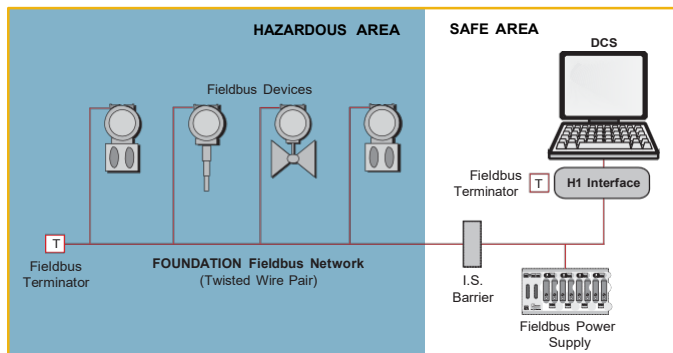 HAZARDOUS AREA
SAFE AREA
DCS
Fieldbus Devices
Fieldbus
Terminator
T
H1 Interface
T
Fieldbus
Terminator
FOUNDATION Fieldbus Network
(Twisted Wire Pair)
I.S.
Barrier
Fieldbus Power
Supply